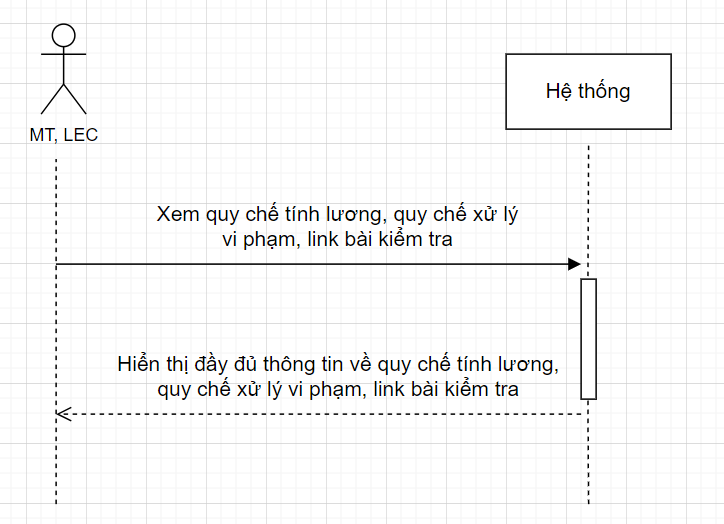 Hệ thống
MT, LEC
Xem quy chế tính lương, quy chế xử lý
vi phạm, link bài kiểm tra
Hiển thị đầy đủ thông tin về quy chế tính lương,
quy chế xử lý vi phạm, link bài kiểm tra